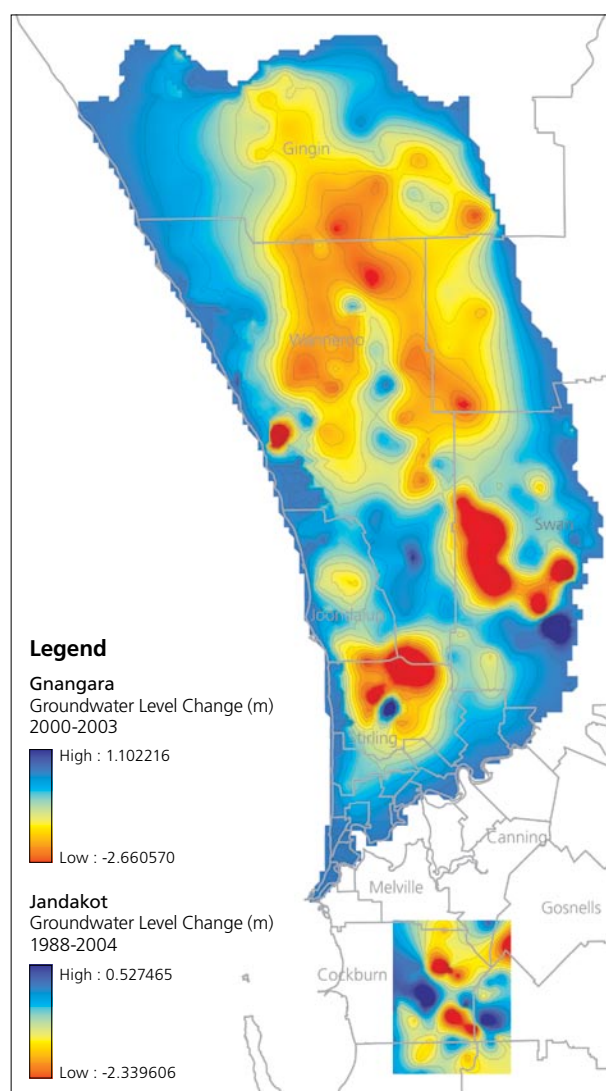 Gingin
Wanneroo
Swan
Joondalup
Stirling
Canning
Melville
Gosnells
Cockburn
Legend
Gnangara
Groundwater Level Change (m)
2000-2003
High : 1.102216
Low : -2.660570
Jandakot
Groundwater Level Change (m)
1988-2004
High : 0.527465
Low : -2.339606